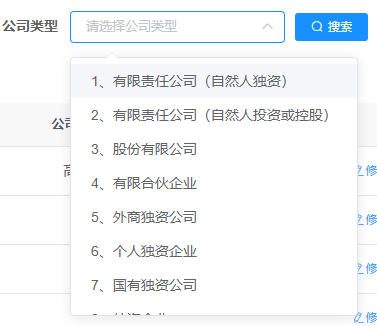 公司类型
请选择公司类型
搜索
1、有限责任公司（自然人独资）
2、有限责任公司（自然人投资或控股）
3、股份有限公司
4、有限合伙企业
5、外商独资公司
6、个人独资企业
7、国有独资公司
公司
高
修
修
修
修